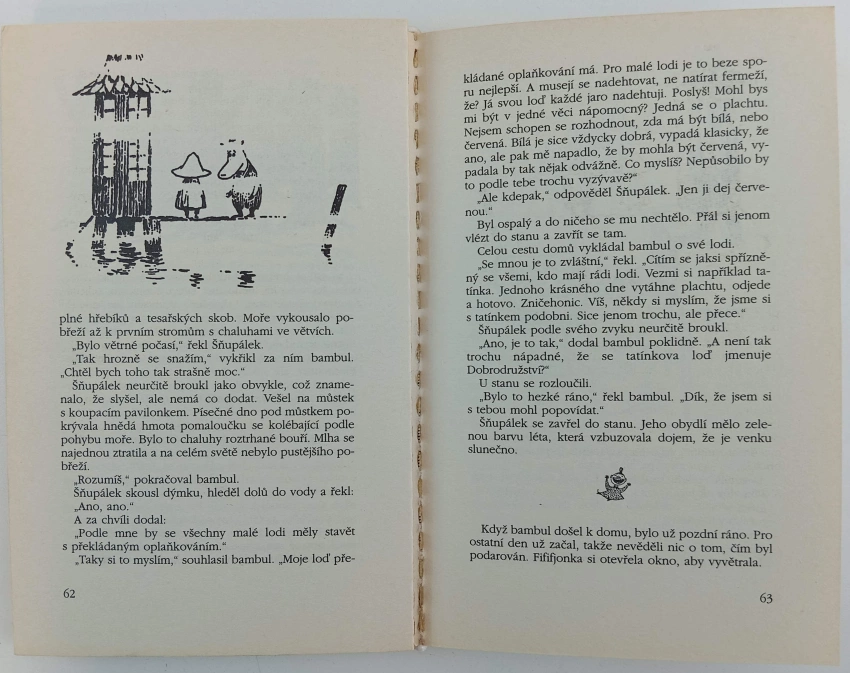 plné hřebíků a tesařských skob. Moře vykousalo po-
břeží až k prvním stromům s chaluhami ve větvích.
„Bylo větrné počasí,“ řekl Šňupálek.
„Tak hrozně se snažím,“ vykřikl za ním bambul.
„Chtěl bych toho tak strašně moc.“
Šňupálek neurčitě broukl jako obvykle, což zname-
nalo, že slyšel, ale nemá co dodat. Vešel na můstek
s koupacím pavilonkem. Písečné dno pod můstkem po-
krývala hnědá hmota pomaloučku se kolébající podle
pohybu moře. Bylo to chaluhy roztrhané bouří. Mlha se
najednou ztratila a na celém světě nebylo pustějšího po-
břeží.
„Rozumíš,“ pokračoval bambul.
Šňupálek skousl dýmku, hleděl dolů do vody a řekl:
„Ano, ano.“
A za chvíli dodal:
„Podle mne by se všechny malé lodi měly stavět
s překládaným oplaňkováním.“
„Taky si to myslím,“ souhlasil bambul. „Moje loď pře-
62
kládané oplaňkování má. Pro malé lodi je to beze spo-
ru nejlepší. A musejí se nadehtovat, ne natírat fermeží,
že? Já svou loď každé jaro nadehtuji. Poslyš! Mohl bys
mi být v jedné věci nápomocný? Jedná se o plachtu.
Nejsem schopen se rozhodnout, zda má být bílá, nebo
červená. Bílá je sice vždycky dobrá, vypadá klasicky, že
ano, ale pak mě napadlo, že by mohla být červená, vy-
padala by tak nějak odvážně. Co myslíš? Nepůsobilo by
to podle tebe trochu vyzývavě?“
„Ale kdepak,“ odpověděl Šňupálek. „Jen ji dej červe-
nou.“
Byl ospalý a do ničeho se mu nechtělo. Přál si jenom
vlézt do stanu a zavřít se tam.
Celou cestu domů vykládal bambul o své lodi.
„Se mnou je to zvláštní,“ řekl. „Cítím se jaksi spřízně-
ný se všemi, kdo mají rádi lodi. Vezmi si například ta-
tínka. Jednoho krásného dne vytáhne plachtu, odjede
a hotovo. Zničehonic. Víš, někdy si myslím, že jsme si
s tatínkem podobni. Sice jenom trochu, ale přece.“
Šňupálek podle svého zvyku neurčitě broukl.
„Ano, je to tak,“ dodal bambul poklidně. „A není tak
trochu nápadné, že se tatínkova loď jmenuje
Dobrodružství?“
U stanu se rozloučili.
„Bylo to hezké ráno,“ řekl bambul. „Dík, že jsem si
s tebou mohl popovídat.“
Šňupálek se zavřel do stanu. Jeho obydlí mělo zele-
nou barvu léta, která vzbuzovala dojem, že je venku
slunečno.
Když bambul došel k domu, bylo už pozdní ráno. Pro
ostatní den už začal, takže nevěděli nic o tom, čím byl
podarován. Fififjonka si otevřela okno, aby vyvětrala.
63